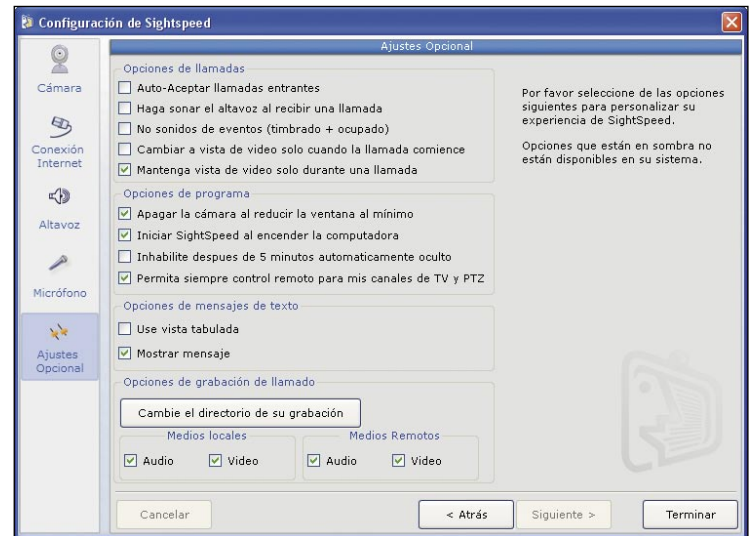 Configuración de Sightspeed
Cámara
Conexión
Internet
Altavoz
Micrófono
Ajustes
Opcional
Ajustes Opcional
Opciones de llamadas
Auto-Aceptar llamadas entrantes
Haga sonar el altavoz al recibir una llamada
No sonidos de eventos (timbrado + ocupado)
Cambiar a vista de video solo cuando la llamada comience
Mantenga vista de video solo durante una llamada
Opciones de programa
Apagar la cámara al reducir la ventana al mínimo
Iniciar SightSpeed al encender la computadora
Inhabilite despues de 5 minutos automaticamente oculto
Permita siempre control remoto para mis canales de TV y PTZ
Opciones de mensajes de texto
Use vista tabulada
Mostrar mensaje
Opciones de grabación de llamado
Cambie el directorio de su grabación
Medios locales
Audio
Video
Medios Remotos
Audio
Video
Por favor seleccione de las opciones
siguientes para personalizar su
experiencia de SightSpeed.
Opciones que están en sombra no
están disponibles en su sistema.
Cancelar
< Atrás
Siguiente >
Terminar